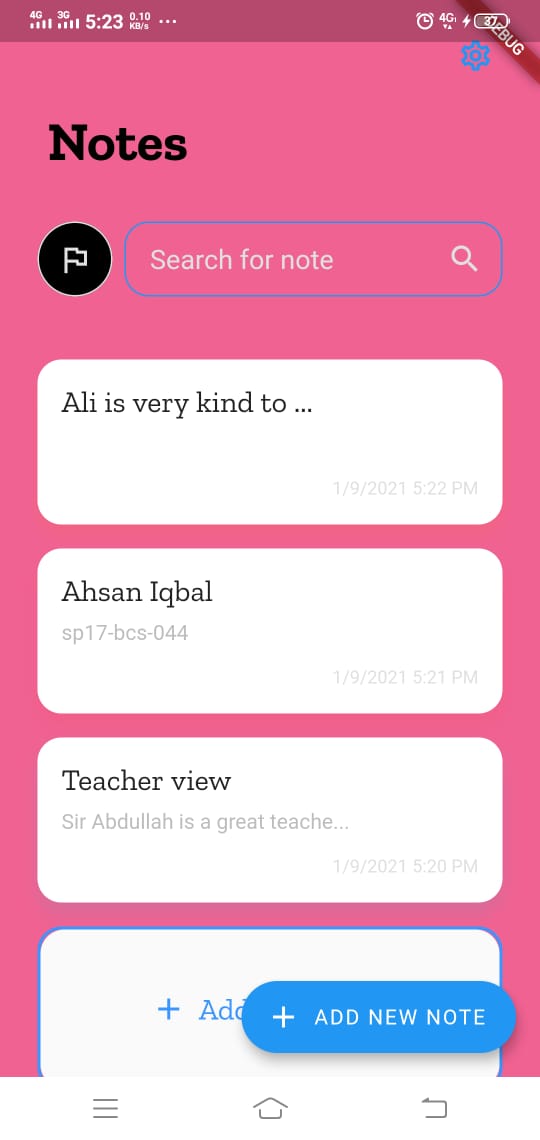 4G 3G 5:23 0.10 KB/s ... 4G 37
DEBUG
Notes
Search for note
Ali is very kind to ...
1/9/2021 5:22 PM
Ahsan Iqbal
sp17-bcs-044
1/9/2021 5:21 PM
Teacher view
Sir Abdullah is a great teache...
1/9/2021 5:20 PM
+ Add
+ ADD NEW NOTE